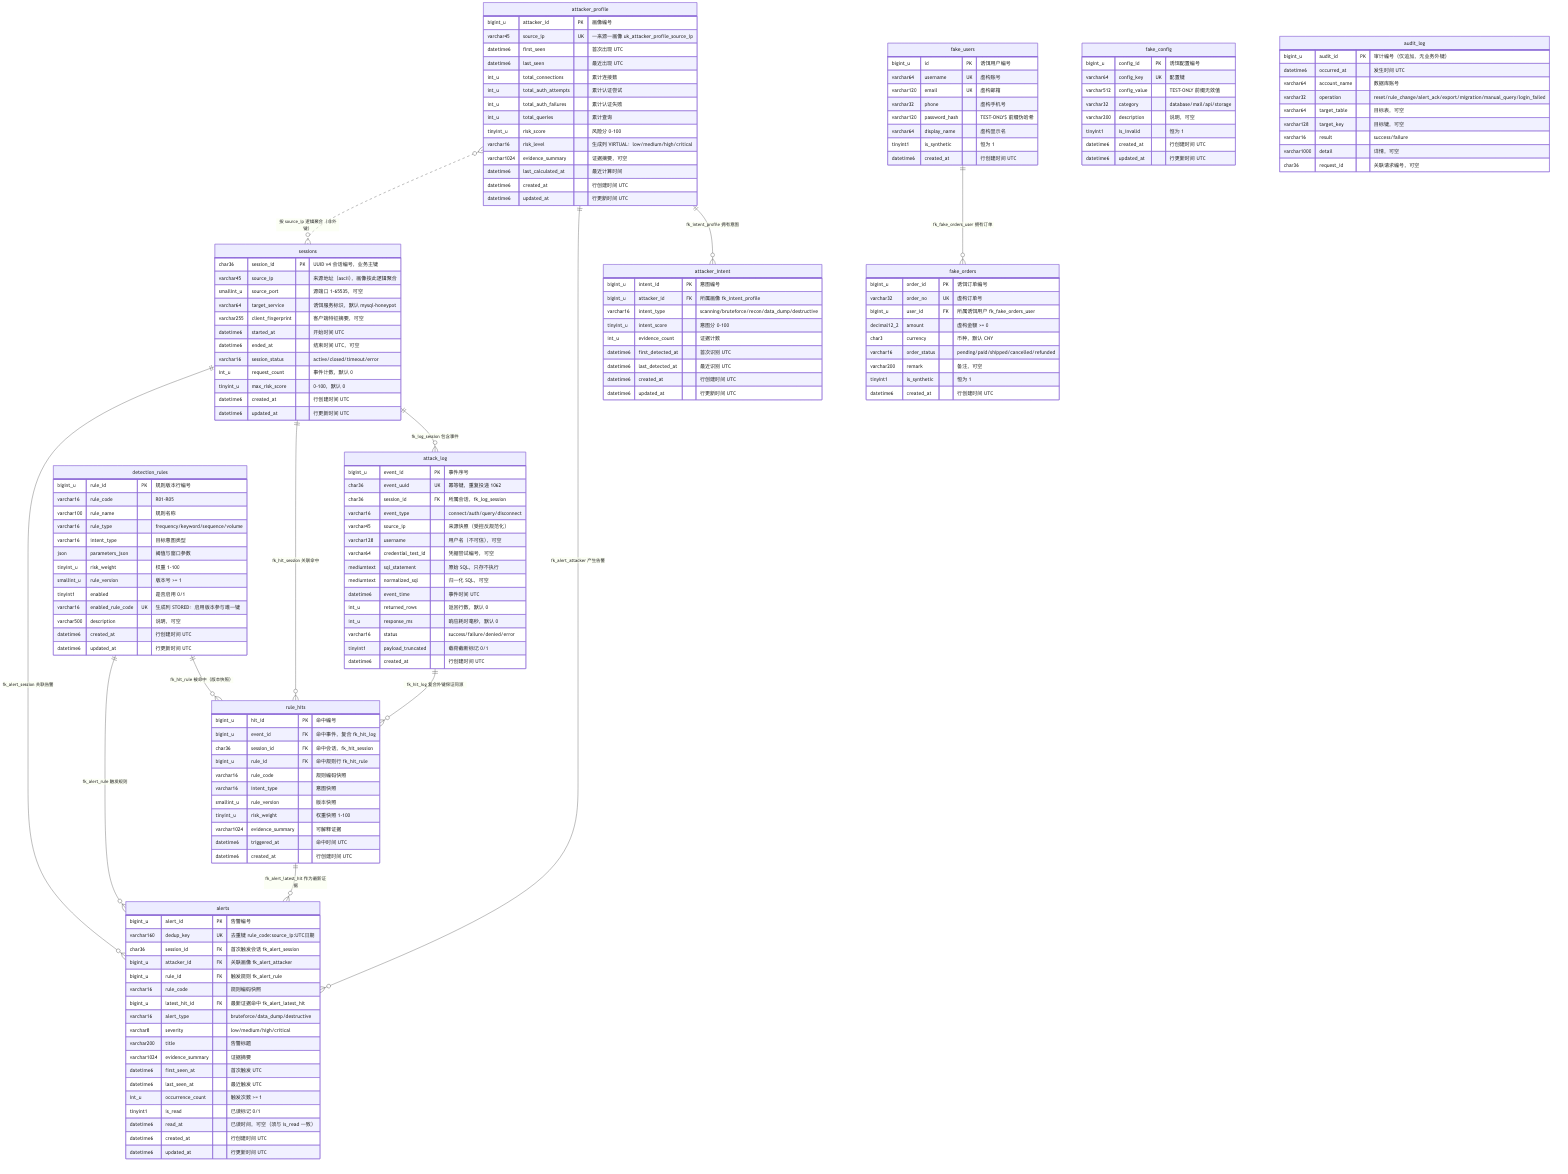 attacker_profile
bigint_u attacker_id PK 画像编号
varchar45 source_ip UK 一来源一画像 uk_attacker_profile_source_ip
datetime6 first_seen 首次出现 UTC
datetime6 last_seen 最近出现 UTC
int_u total_connections 累计连接数
int_u total_auth_attempts 累计认证尝试
int_u total_auth_failures 累计认证失败
int_u total_queries 累计查询
tinyint_u risk_score 风险分 0-100
varchar16 risk_level 生成列 VIRTUAL：low/medium/high/critical
varchar1024 evidence_summary 证据摘要，可空
datetime6 last_calculated_at 最近计算时间
datetime6 created_at 行创建时间 UTC
datetime6 updated_at 行更新时间 UTC
fake_users
bigint_u id PK 诱饵用户编号
varchar64 username UK 虚构账号
varchar120 email UK 虚构邮箱
varchar32 phone 虚构手机号
varchar120 password_hash TEST-ONLY$ 前缀伪哈希
varchar64 display_name 虚构显示名
tinyint1 is_synthetic 恒为 1
datetime6 created_at 行创建时间 UTC
fake_config
bigint_u config_id PK 诱饵配置编号
varchar64 config_key UK 配置键
varchar512 config_value TEST-ONLY 前缀无效值
varchar32 category database/mail/api/storage
varchar200 description 说明，可空
tinyint1 is_invalid 恒为 1
datetime6 created_at 行创建时间 UTC
datetime6 updated_at 行更新时间 UTC
audit_log
bigint_u audit_id PK 审计编号（仅追加，无业务外键）
datetime6 occurred_at 发生时间 UTC
varchar64 account_name 数据库账号
varchar32 operation reset/rule_change/alert_ack/export/migration/manual_query/login_failed
varchar64 target_table 目标表，可空
varchar128 target_key 目标键，可空
varchar16 result success/failure
varchar1000 detail 详情，可空
char36 request_id 关联请求编号，可空
按 source_ip 逻辑聚合（非外
键）
fk_intent_profile 拥有意图
fk_fake_orders_user 拥有订单
sessions
char36 session_id PK UUID v4 会话编号，业务主键
varchar45 source_ip 来源地址（ascii），画像按此逻辑聚合
smallint_u source_port 源端口 1-65535，可空
varchar64 target_service 诱饵服务标识，默认 mysql-honeypot
varchar255 client_fingerprint 客户端特征摘要，可空
datetime6 started_at 开始时间 UTC
datetime6 ended_at 结束时间 UTC，可空
varchar16 session_status active/closed/timeout/error
int_u request_count 事件计数，默认 0
tinyint_u max_risk_score 0-100，默认 0
datetime6 created_at 行创建时间 UTC
datetime6 updated_at 行更新时间 UTC
attacker_intent
bigint_u intent_id PK 意图编号
bigint_u attacker_id FK 所属画像 fk_intent_profile
varchar16 intent_type scanning/bruteforce/recon/data_dump/destructive
tinyint_u intent_score 意图分 0-100
int_u evidence_count 证据计数
datetime6 first_detected_at 首次识别 UTC
datetime6 last_detected_at 最近识别 UTC
datetime6 created_at 行创建时间 UTC
datetime6 updated_at 行更新时间 UTC
fake_orders
bigint_u order_id PK 诱饵订单编号
varchar32 order_no UK 虚构订单号
bigint_u user_id FK 所属诱饵用户 fk_fake_orders_user
decimal12_2 amount 虚构金额 >= 0
char3 currency 币种，默认 CNY
varchar16 order_status pending/paid/shipped/cancelled/refunded
varchar200 remark 备注，可空
tinyint1 is_synthetic 恒为 1
datetime6 created_at 行创建时间 UTC
fk_log_session 包含事件
detection_rules
bigint_u rule_id PK 规则版本行编号
varchar16 rule_code R01-R05
varchar100 rule_name 规则名称
varchar16 rule_type frequency/keyword/sequence/volume
varchar16 intent_type 目标意图类型
json parameters_json 阈值与窗口参数
tinyint_u risk_weight 权重 1-100
smallint_u rule_version 版本号 >= 1
tinyint1 enabled 是否启用 0/1
varchar16 enabled_rule_code UK 生成列 STORED：启用版本参与唯一键
varchar500 description 说明，可空
datetime6 created_at 行创建时间 UTC
datetime6 updated_at 行更新时间 UTC
attack_log
bigint_u event_id PK 事件序号
char36 event_uuid UK 幂等键，重复投递 1062
char36 session_id FK 所属会话，fk_log_session
varchar16 event_type connect/auth/query/disconnect
varchar45 source_ip 来源快照（受控反规范化）
varchar128 username 用户名（不可信），可空
varchar64 credential_test_id 凭据尝试编号，可空
mediumtext sql_statement 原始 SQL，只存不执行
mediumtext normalized_sql 归一化 SQL，可空
datetime6 event_time 事件时间 UTC
int_u returned_rows 返回行数，默认 0
int_u response_ms 响应耗时毫秒，默认 0
varchar16 status success/failure/denied/error
tinyint1 payload_truncated 载荷截断标记 0/1
datetime6 created_at 行创建时间 UTC
fk_hit_session 关联命中
fk_alert_attacker 产生告警
fk_alert_session 关联告警
fk_hit_rule 被命中（版本快照）
fk_hit_log 复合外键保证同源
rule_hits
bigint_u hit_id PK 命中编号
bigint_u event_id FK 命中事件，复合 fk_hit_log
char36 session_id FK 命中会话，fk_hit_session
bigint_u rule_id FK 命中规则行 fk_hit_rule
varchar16 rule_code 规则编码快照
varchar16 intent_type 意图快照
smallint_u rule_version 版本快照
tinyint_u risk_weight 权重快照 1-100
varchar1024 evidence_summary 可解释证据
datetime6 triggered_at 命中时间 UTC
datetime6 created_at 行创建时间 UTC
fk_alert_rule 触发规则
fk_alert_latest_hit 作为最新证
据
alerts
bigint_u alert_id PK 告警编号
varchar160 dedup_key UK 去重键 rule_code:source_ip:UTC日期
char36 session_id FK 首次触发会话 fk_alert_session
bigint_u attacker_id FK 关联画像 fk_alert_attacker
bigint_u rule_id FK 触发规则 fk_alert_rule
varchar16 rule_code 规则编码快照
bigint_u latest_hit_id FK 最新证据命中 fk_alert_latest_hit
varchar16 alert_type bruteforce/data_dump/destructive
varchar8 severity low/medium/high/critical
varchar200 title 告警标题
varchar1024 evidence_summary 证据摘要
datetime6 first_seen_at 首次触发 UTC
datetime6 last_seen_at 最近触发 UTC
int_u occurrence_count 触发次数 >= 1
tinyint1 is_read 已读标记 0/1
datetime6 read_at 已读时间，可空（须与 is_read 一致）
datetime6 created_at 行创建时间 UTC
datetime6 updated_at 行更新时间 UTC